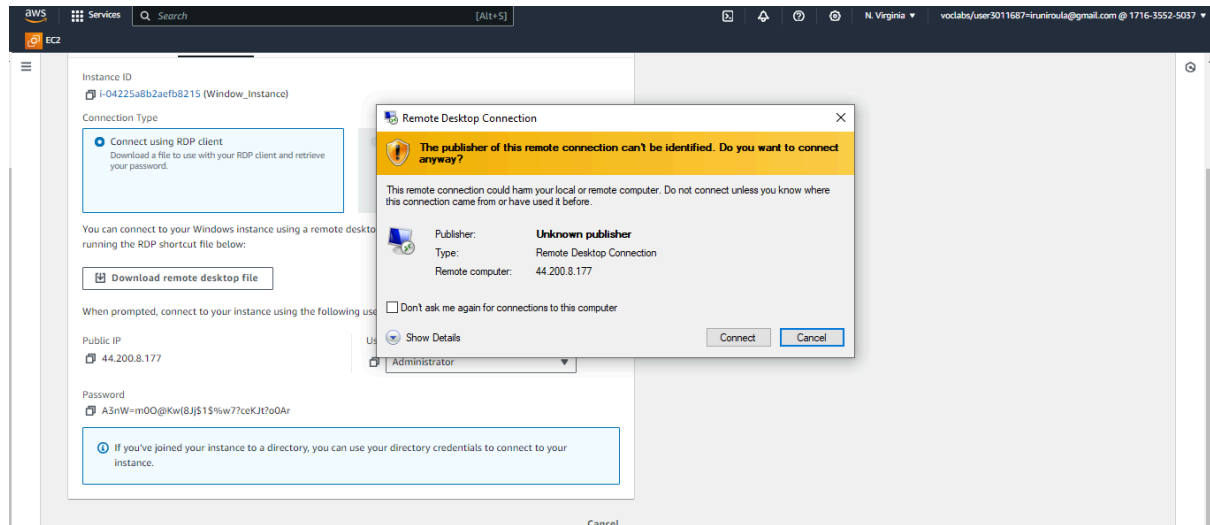 aws
Services
Search
[Alt+S]
N. Virginia
voclabs/user3011687=iruniroula@gmail.com @ 1716-3552-5037
EC2
Instance ID
i-04225a8b2aefb8215 (Window_Instance)
Connection Type
Connect using RDP client
Download a file to use with your RDP client and retrieve
your password.
You can connect to your Windows instance using a remote deskto
running the RDP shortcut file below:
Download remote desktop file
When prompted, connect to your instance using the following use
Public IP
44.200.8.177
Us
Administrator
Password
A3nW=m0O@Kw(8Jj$1$%w7?ceKJt?o0Ar
If you've joined your instance to a directory, you can use your directory credentials to connect to your
instance.
Cancel
Remote Desktop Connection
The publisher of this remote connection can't be identified. Do you want to connect
anyway?
This remote connection could harm your local or remote computer. Do not connect unless you know where
this connection came from or have used it before.
Publisher: Unknown publisher
Type: Remote Desktop Connection
Remote computer: 44.200.8.177
Don't ask me again for connections to this computer
Show Details
Connect
Cancel